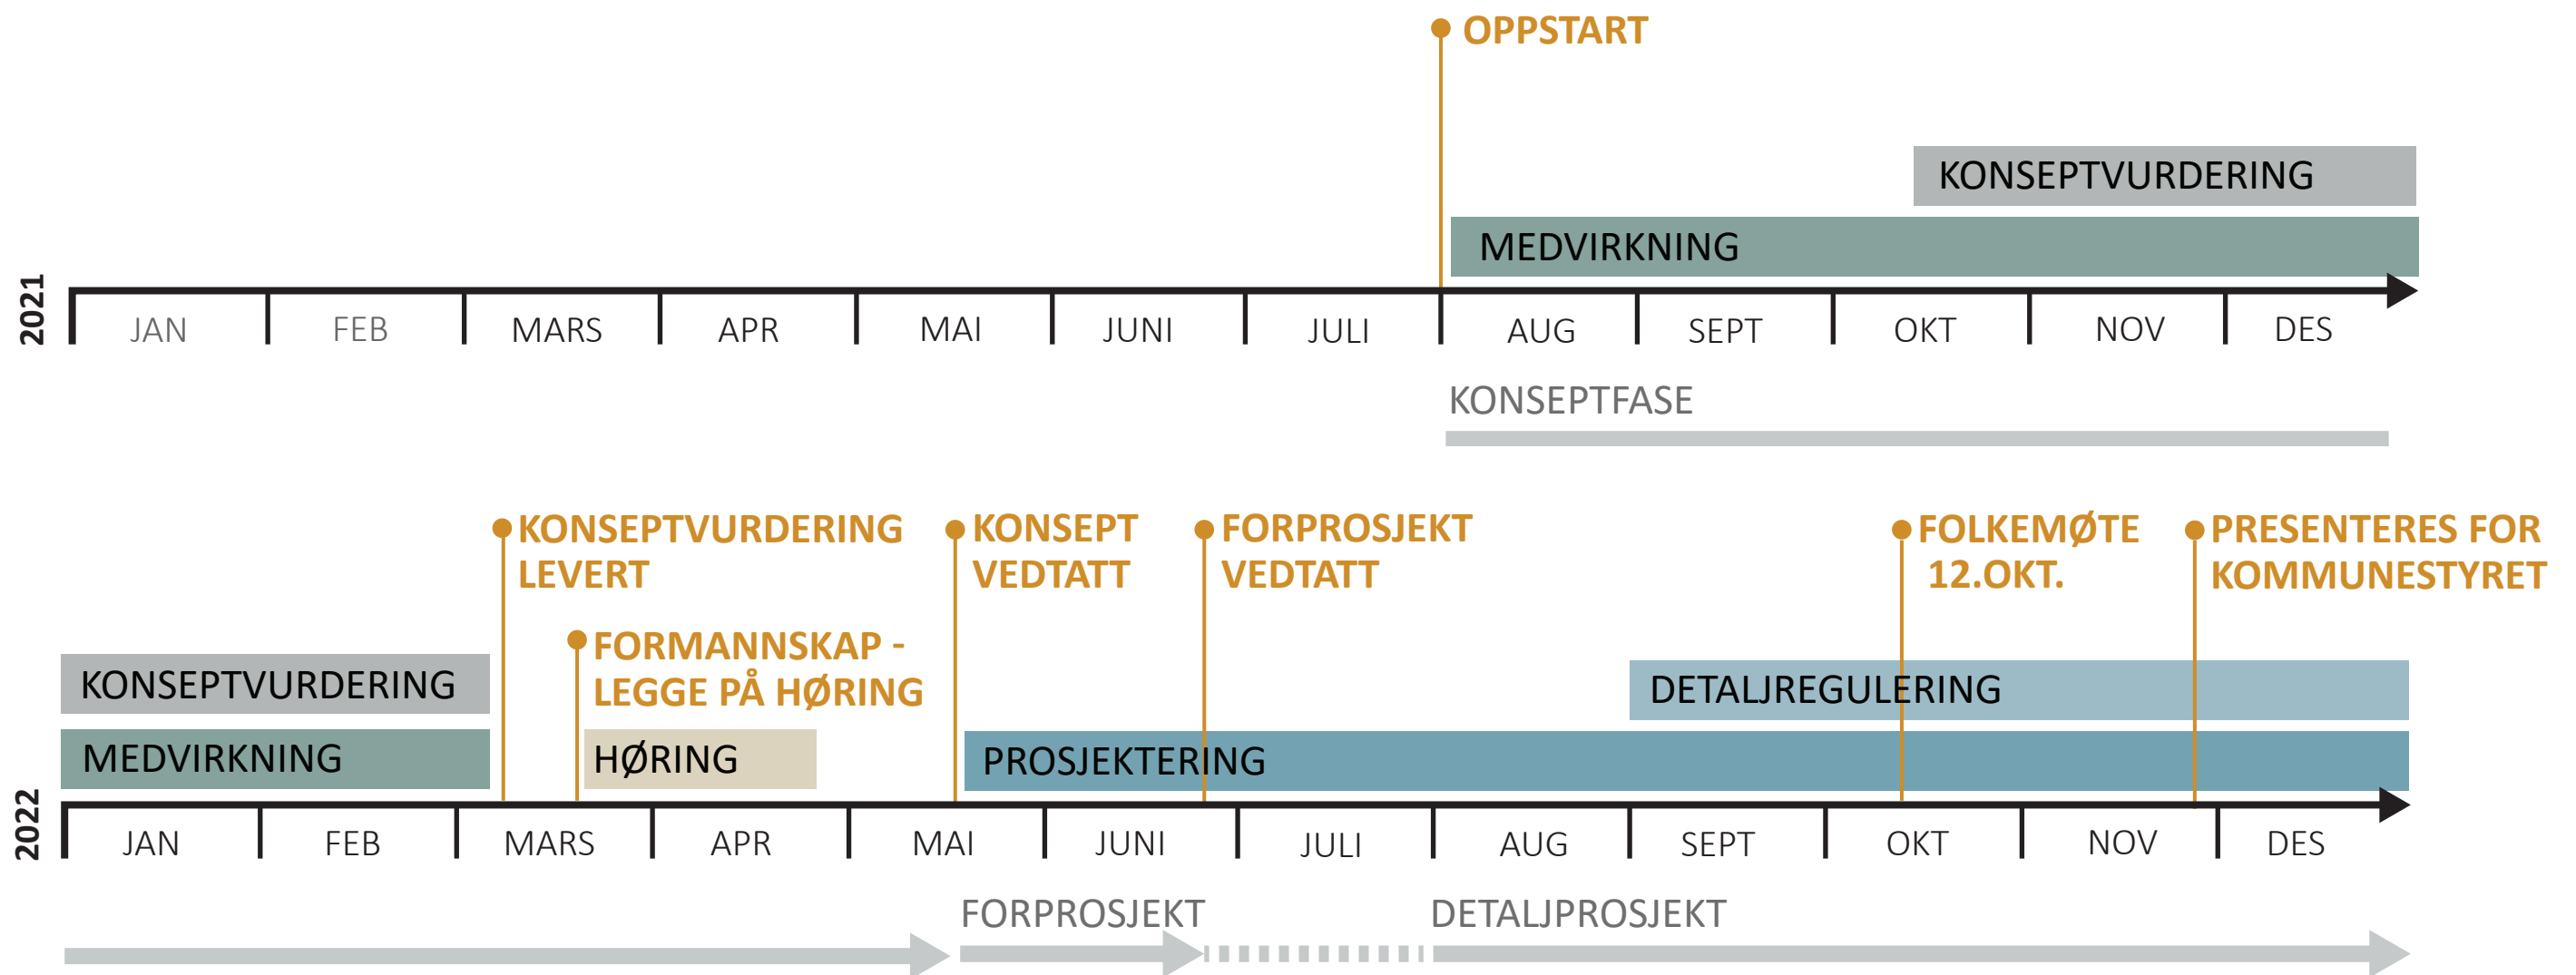 OPPSTART
KONSEPTVURDERING
MEDVIRKNING
2021
JAN FEB MARS APR MAI JUNI JULI AUG SEPT OKT NOV DES
KONSEPTFASE
KONSEPTVURDERING
LEVERT
KONSEPT
VEDTATT
FORPROSJEKT
VEDTATT
FOLKEMØTE
12.OKT.
PRESENTERES FOR
KOMMUNESTYRET
FORMANNSKAP -
LEGGE PÅ HØRING
KONSEPTVURDERING
DETALJREGULERING
MEDVIRKNING
HØRING
PROSJEKTERING
2022
JAN FEB MARS APR MAI JUNI JULI AUG SEPT OKT NOV DES
FORPROSJEKT
DETALJPROSJEKT